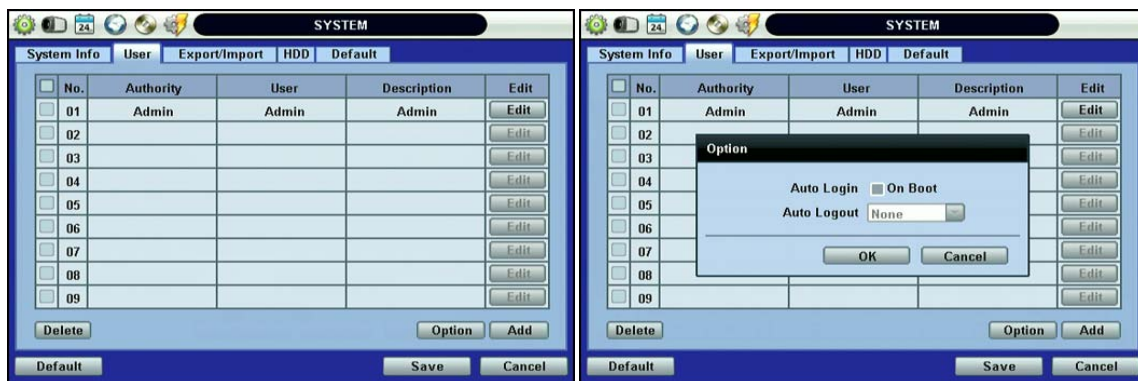 24
SYSTEM
System Info User Export/Import HDD Default
No. Authority User Description Edit
01 Admin Admin Admin Edit
02 Edit
03 Edit
04 Edit
05 Edit
06 Edit
07 Edit
08 Edit
09 Edit
Delete Option Add
Default Save Cancel
24
SYSTEM
System Info User Export/Import HDD Default
No. Authority User Description Edit
01 Admin Admin Admin Edit
02 Edit
03 Edit
04 Edit
05 Edit
06 Edit
07 Edit
08 Edit
09 Edit
Option
Auto Login On Boot
Auto Logout None
OK Cancel
Delete Option Add
Default Save Cancel